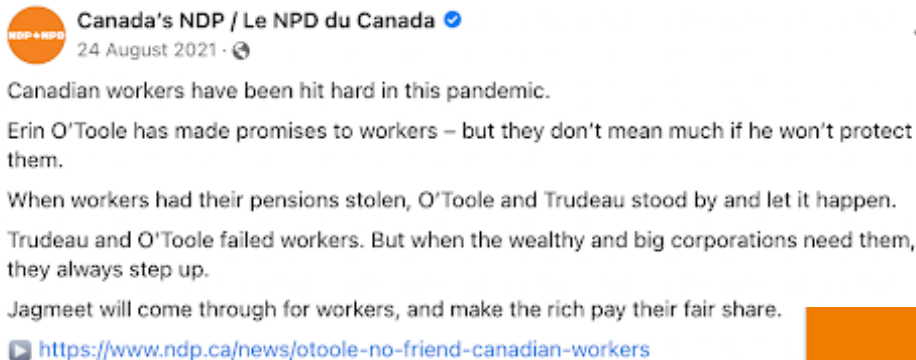 Canada's NDP / Le NPD du Canada
NDP+NPD
24 August 2021 ·
Canadian workers have been hit hard in this pandemic.
Erin O'Toole has made promises to workers – but they don't mean much if he won't protect
them.
When workers had their pensions stolen, O'Toole and Trudeau stood by and let it happen.
Trudeau and O'Toole failed workers. But when the wealthy and big corporations need them,
they always step up.
Jagmeet will come through for workers, and make the rich pay their fair share.
https://www.ndp.ca/news/otoole-no-friend-canadian-workers